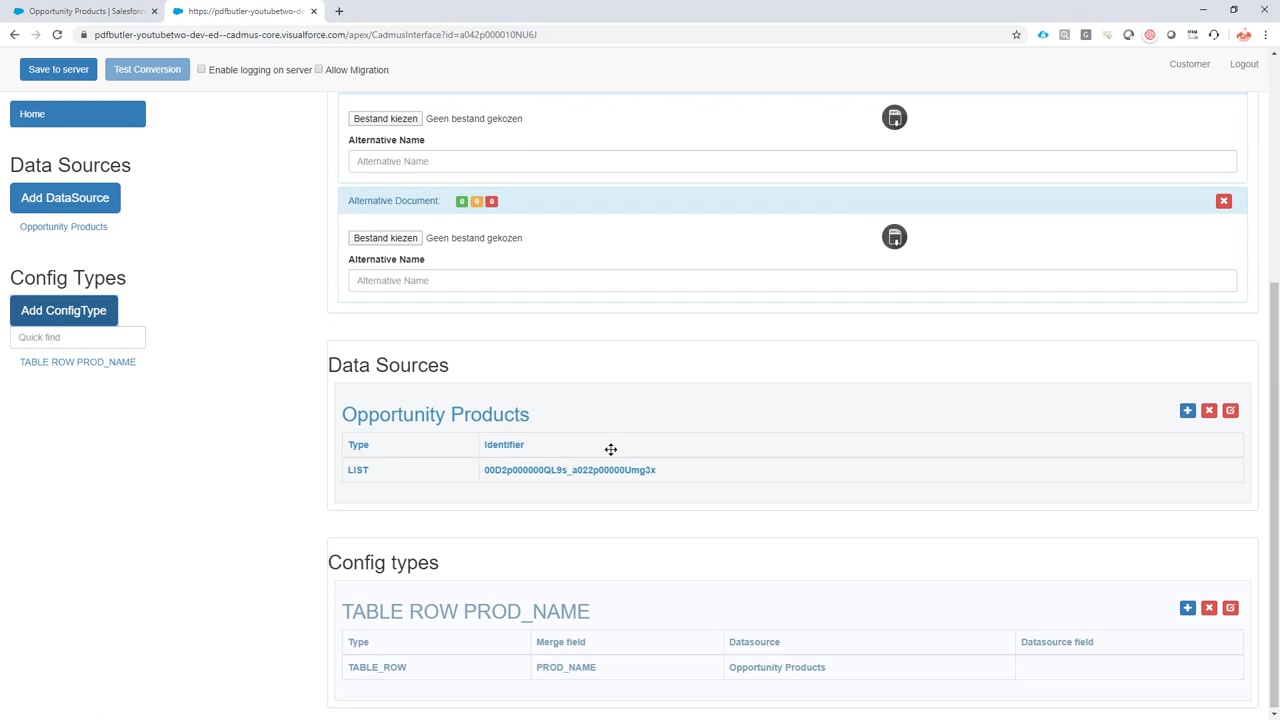 Opportunity Products | Salesforce
https://pdfbutler-youtubetwo-de
pdfbutler-youtubetwo-dev-ed--cadmus-core.visualforce.com/apex/CadmusInterface?id=a042p000010NU6J
Save to server
Test Conversion
Enable logging on server
Allow Migration
Customer
Logout
Home
Data Sources
Add DataSource
Opportunity Products
Config Types
Add ConfigType
Quick find
TABLE ROW PROD_NAME
Bestand kiezen Geen bestand gekozen
Alternative Name
Alternative Name
Alternative Document: 0 0 0
Bestand kiezen Geen bestand gekozen
Alternative Name
Alternative Name
Data Sources
Opportunity Products
Type Identifier
LIST 00D2p000000QL9s_a022p00000Umg3x
Config types
TABLE ROW PROD_NAME
Type Merge field Datasource Datasource field
TABLE_ROW PROD_NAME Opportunity Products